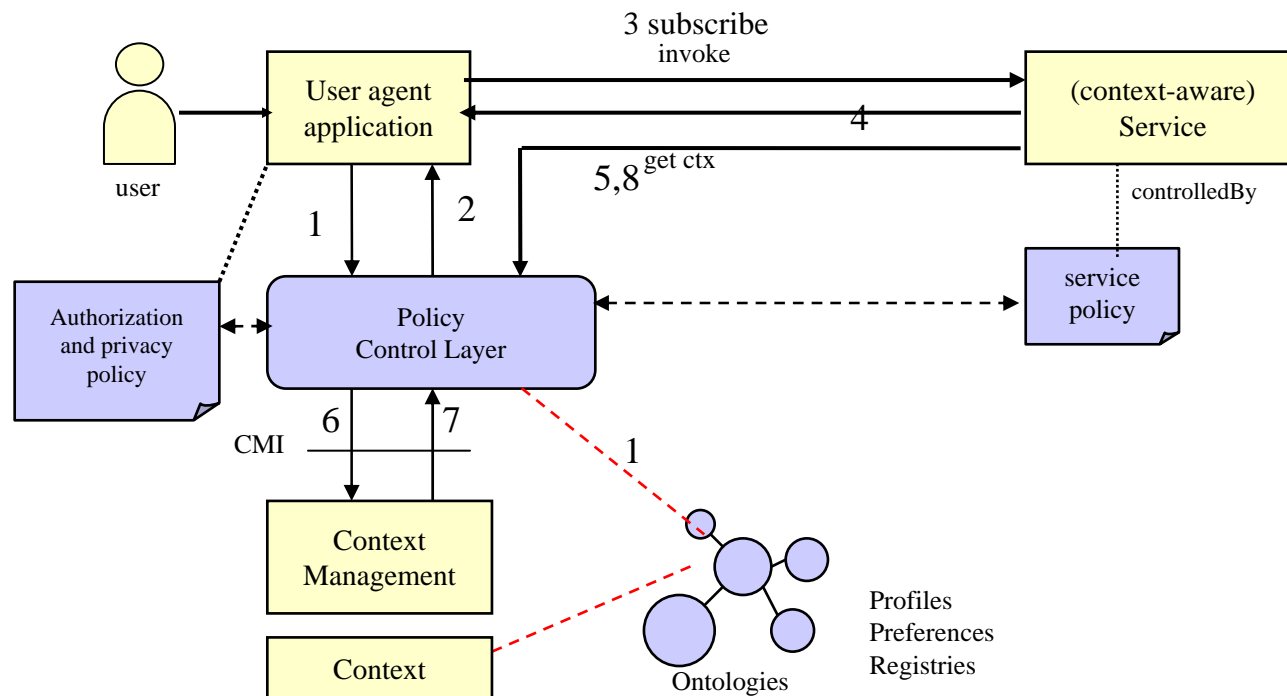 3 subscribe
invoke
User agent
application
(context-aware)
Service
4
get ctx
5,8
user
controlledBy
1
2
Authorization
and privacy
policy
Policy
Control Layer
service
policy
6
7
CMI
1
Context
Management
Context
Profiles
Preferences
Registries
Ontologies